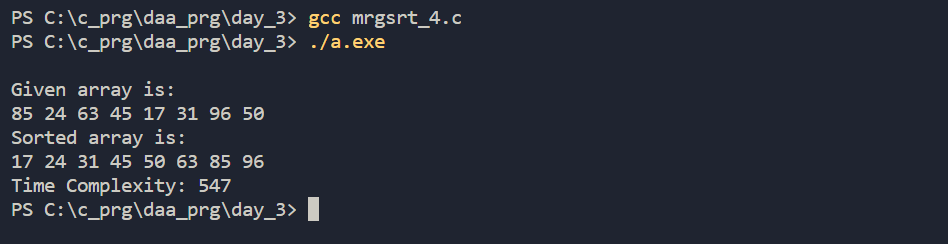 PS C:\c_prg\daa_prg\day_3> gcc mrgsrt_4.c
PS C:\c_prg\daa_prg\day_3> ./a.exe
Given array is:
85 24 63 45 17 31 96 50
Sorted array is:
17 24 31 45 50 63 85 96
Time Complexity: 547
PS C:\c_prg\daa_prg\day_3>